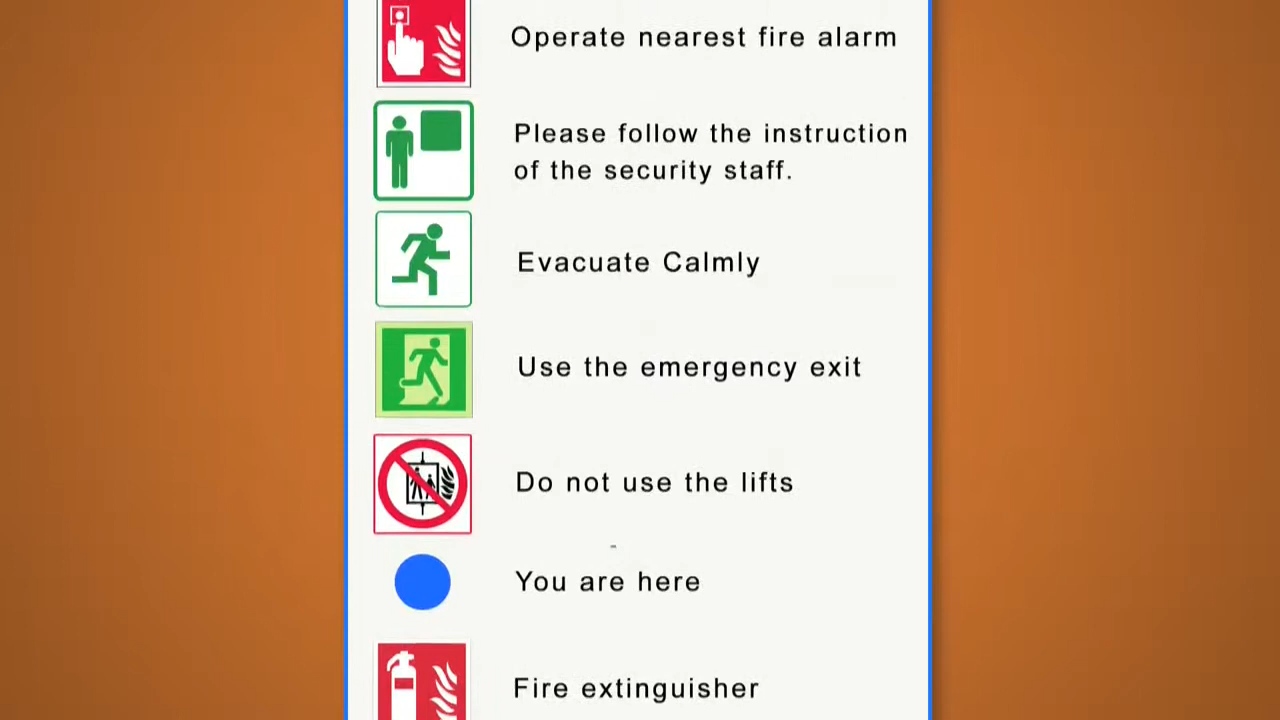 Operate nearest fire alarm
Please follow the instruction
of the security staff.
Evacuate Calmly
Use the emergency exit
Do not use the lifts
You are here
Fire extinguisher